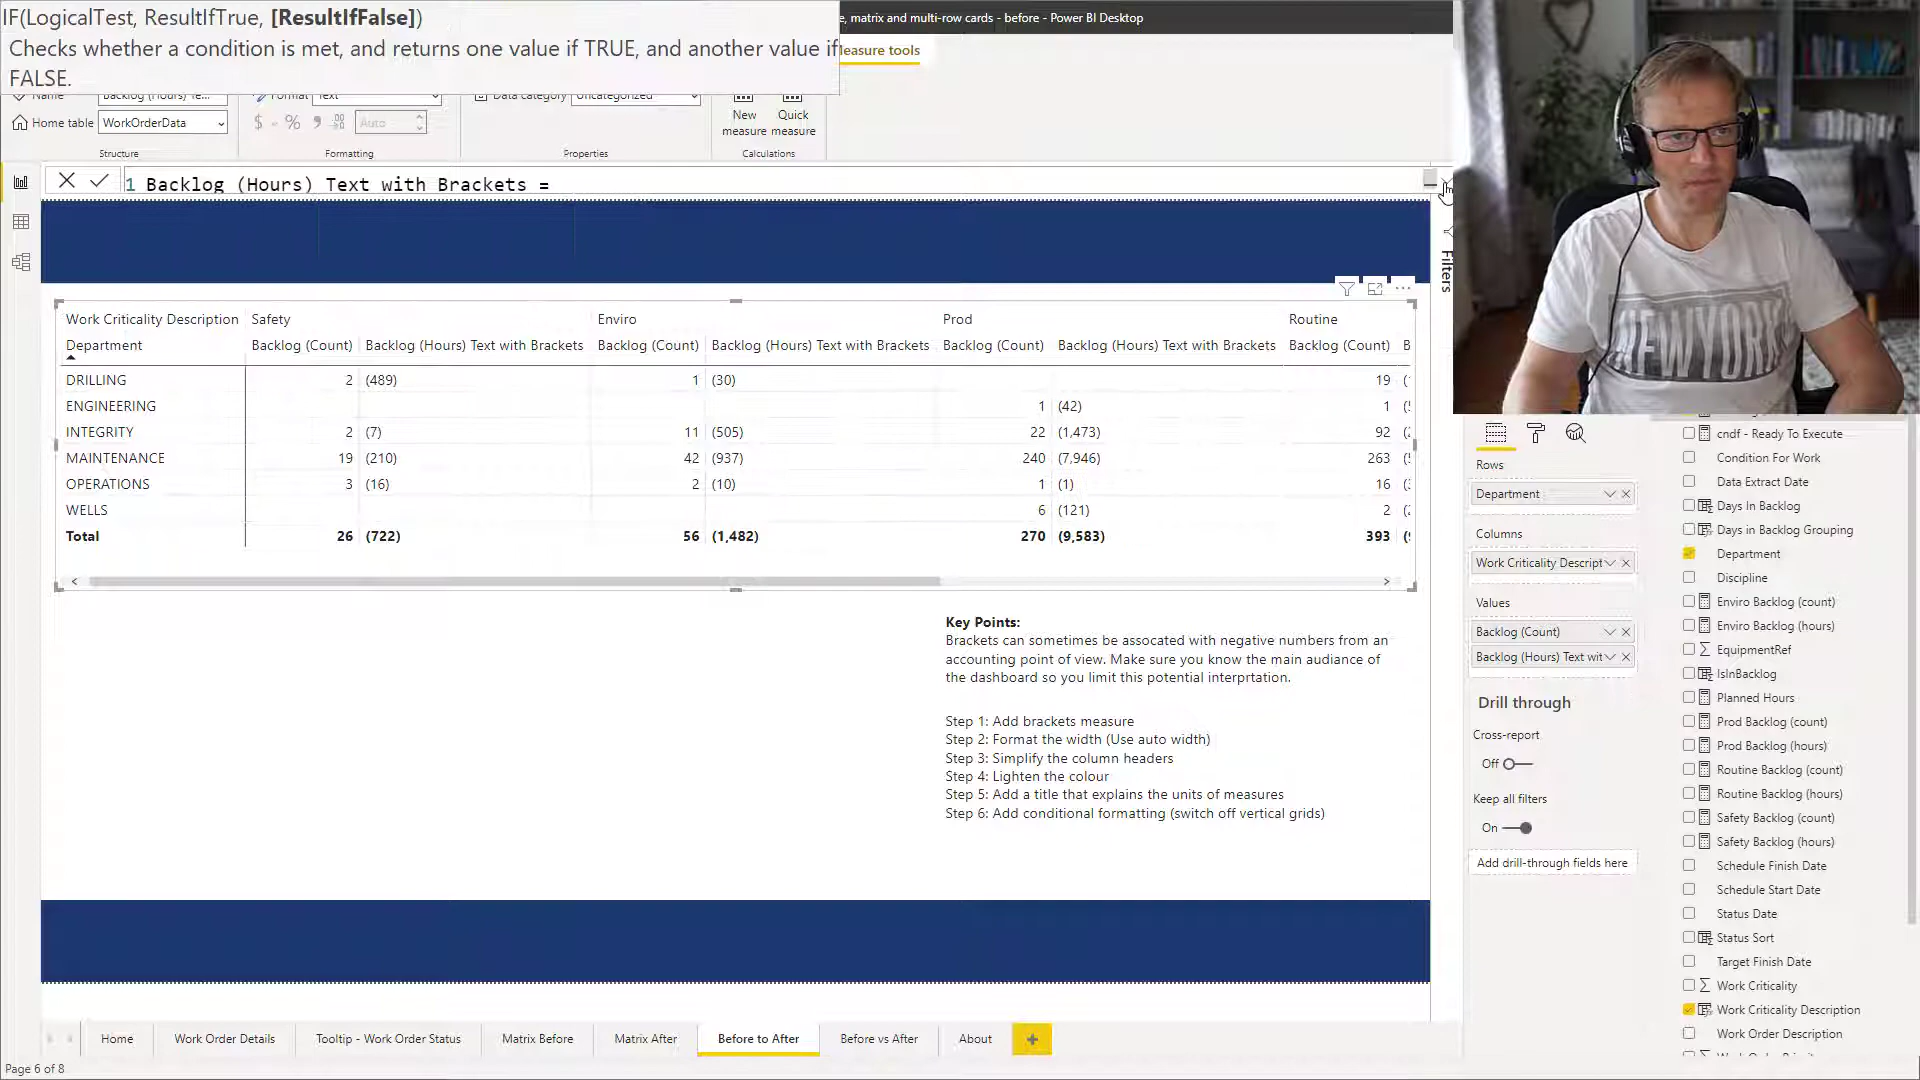 IF(LogicalTest, ResultIfTrue, [ResultIfFalse])
Checks whether a condition is met, and returns one value if TRUE, and another value if
FALSE.
e, matrix and multi-row cards - before - Power BI Desktop
Measure tools
Name Backlog (Hours) Te...
Format Text
Data category Uncategorized
Home table WorkOrderData
$ % Auto
New measure
Quick measure
Structure
Formatting
Properties
Calculations
1 Backlog (Hours) Text with Brackets =
Filters
Work Criticality Description Safety Enviro Prod Routine
Department Backlog (Count) Backlog (Hours) Text with Brackets Backlog (Count) Backlog (Hours) Text with Brackets Backlog (Count) Backlog (Hours) Text with Brackets Backlog (Count) B
DRILLING 2 (489) 1 (30) 19
ENGINEERING 1 (42) 1
INTEGRITY 2 (7) 11 (505) 22 (1,473) 92
MAINTENANCE 19 (210) 42 (937) 240 (7,946) 263
OPERATIONS 3 (16) 2 (10) 1 (1) 16
WELLS 6 (121) 2
Total 26 (722) 56 (1,482) 270 (9,583) 393
Key Points:
Brackets can sometimes be assocated with negative numbers from an
accounting point of view. Make sure you know the main audiance of
the dashboard so you limit this potential interprtation.
Step 1: Add brackets measure
Step 2: Format the width (Use auto width)
Step 3: Simplify the column headers
Step 4: Lighten the colour
Step 5: Add a title that explains the units of measures
Step 6: Add conditional formatting (switch off vertical grids)
Rows
Department
Columns
Work Criticality Descript
Values
Backlog (Count)
Backlog (Hours) Text wit
Drill through
Cross-report
Off
Keep all filters
On
Add drill-through fields here
cndf - Ready To Execute
Condition For Work
Data Extract Date
Days In Backlog
Days in Backlog Grouping
Department
Discipline
Enviro Backlog (count)
Enviro Backlog (hours)
EquipmentRef
IsInBacklog
Planned Hours
Prod Backlog (count)
Prod Backlog (hours)
Routine Backlog (count)
Routine Backlog (hours)
Safety Backlog (count)
Safety Backlog (hours)
Schedule Finish Date
Schedule Start Date
Status Date
Status Sort
Target Finish Date
Work Criticality
Work Criticality Description
Work Order Description
Home Work Order Details Tooltip - Work Order Status Matrix Before Matrix After Before to After Before vs After About +
Page 6 of 8